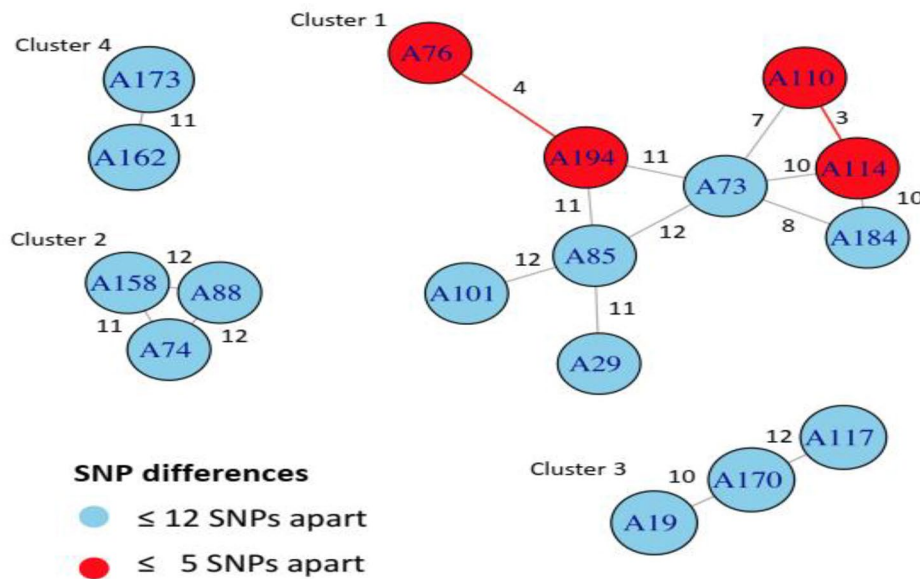 Cluster 1
Cluster 4
A76
A173
A110
4
7
3
11
A162
A194
11
A73
10
A114
10
11
12
8
A184
Cluster 2
12
A158
A88
12
A85
A101
11
12
11
A74
A29
12
A117
Cluster 3
10
A170
A19
SNP differences
≤ 12 SNPs apart
≤ 5 SNPs apart